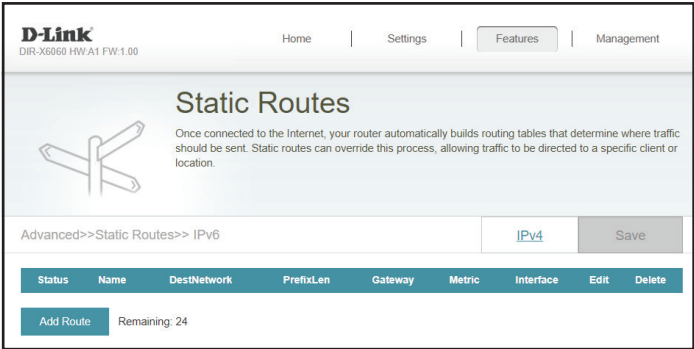 D-Link
DIR-X6060 HW:A1 FW:1.00
Home | Settings | Features | Management
Static Routes
Once connected to the Internet, your router automatically builds routing tables that determine where traffic
should be sent. Static routes can override this process, allowing traffic to be directed to a specific client or
location.
Advanced>>Static Routes>> IPv6
IPv4
Save
Status Name DestNetwork PrefixLen Gateway Metric Interface Edit Delete
Add Route Remaining: 24